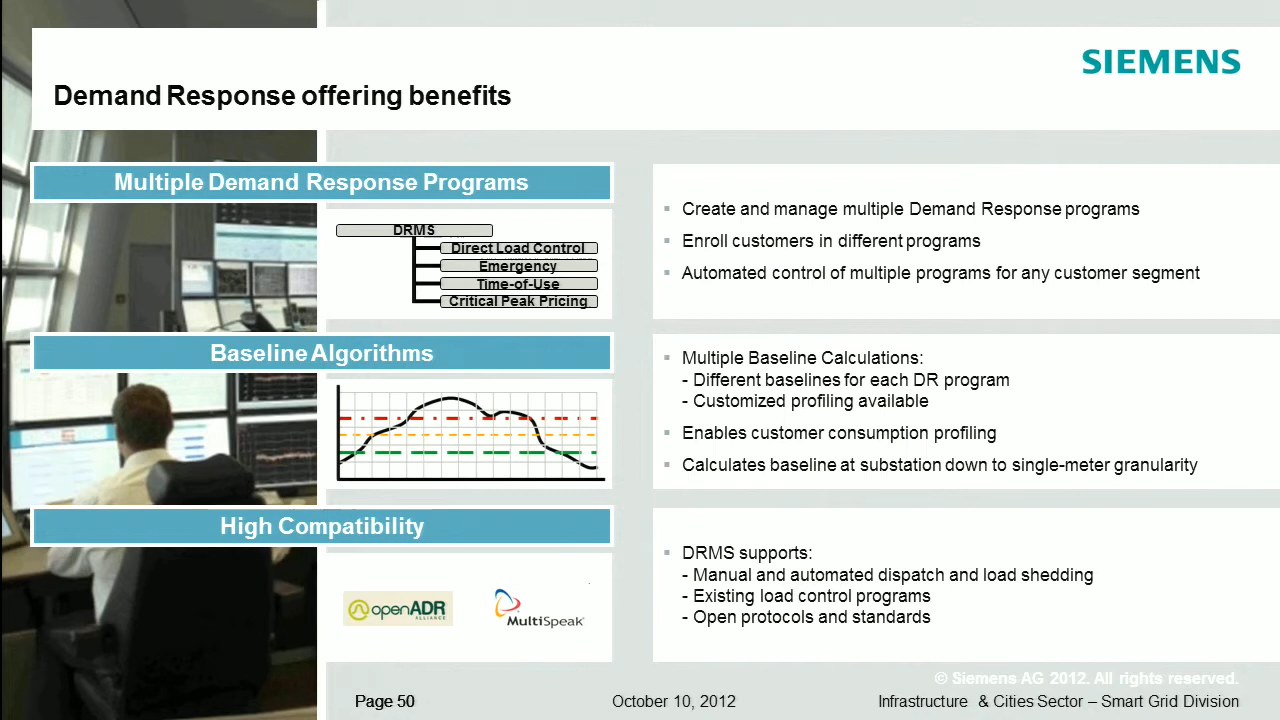 SIEMENS
Demand Response offering benefits
Multiple Demand Response Programs
DRMS
Direct Load Control
Emergency
Time-of-Use
Critical Peak Pricing
Create and manage multiple Demand Response programs
Enroll customers in different programs
Automated control of multiple programs for any customer segment
Baseline Algorithms
Multiple Baseline Calculations:
- Different baselines for each DR program
- Customized profiling available
Enables customer consumption profiling
Calculates baseline at substation down to single-meter granularity
High Compatibility
openADR
ALLIANCE
MultiSpeak
DRMS supports:
- Manual and automated dispatch and load shedding
- Existing load control programs
- Open protocols and standards
© Siemens AG 2012. All rights reserved.
Page 50
October 10, 2012
Infrastructure & Cities Sector – Smart Grid Division